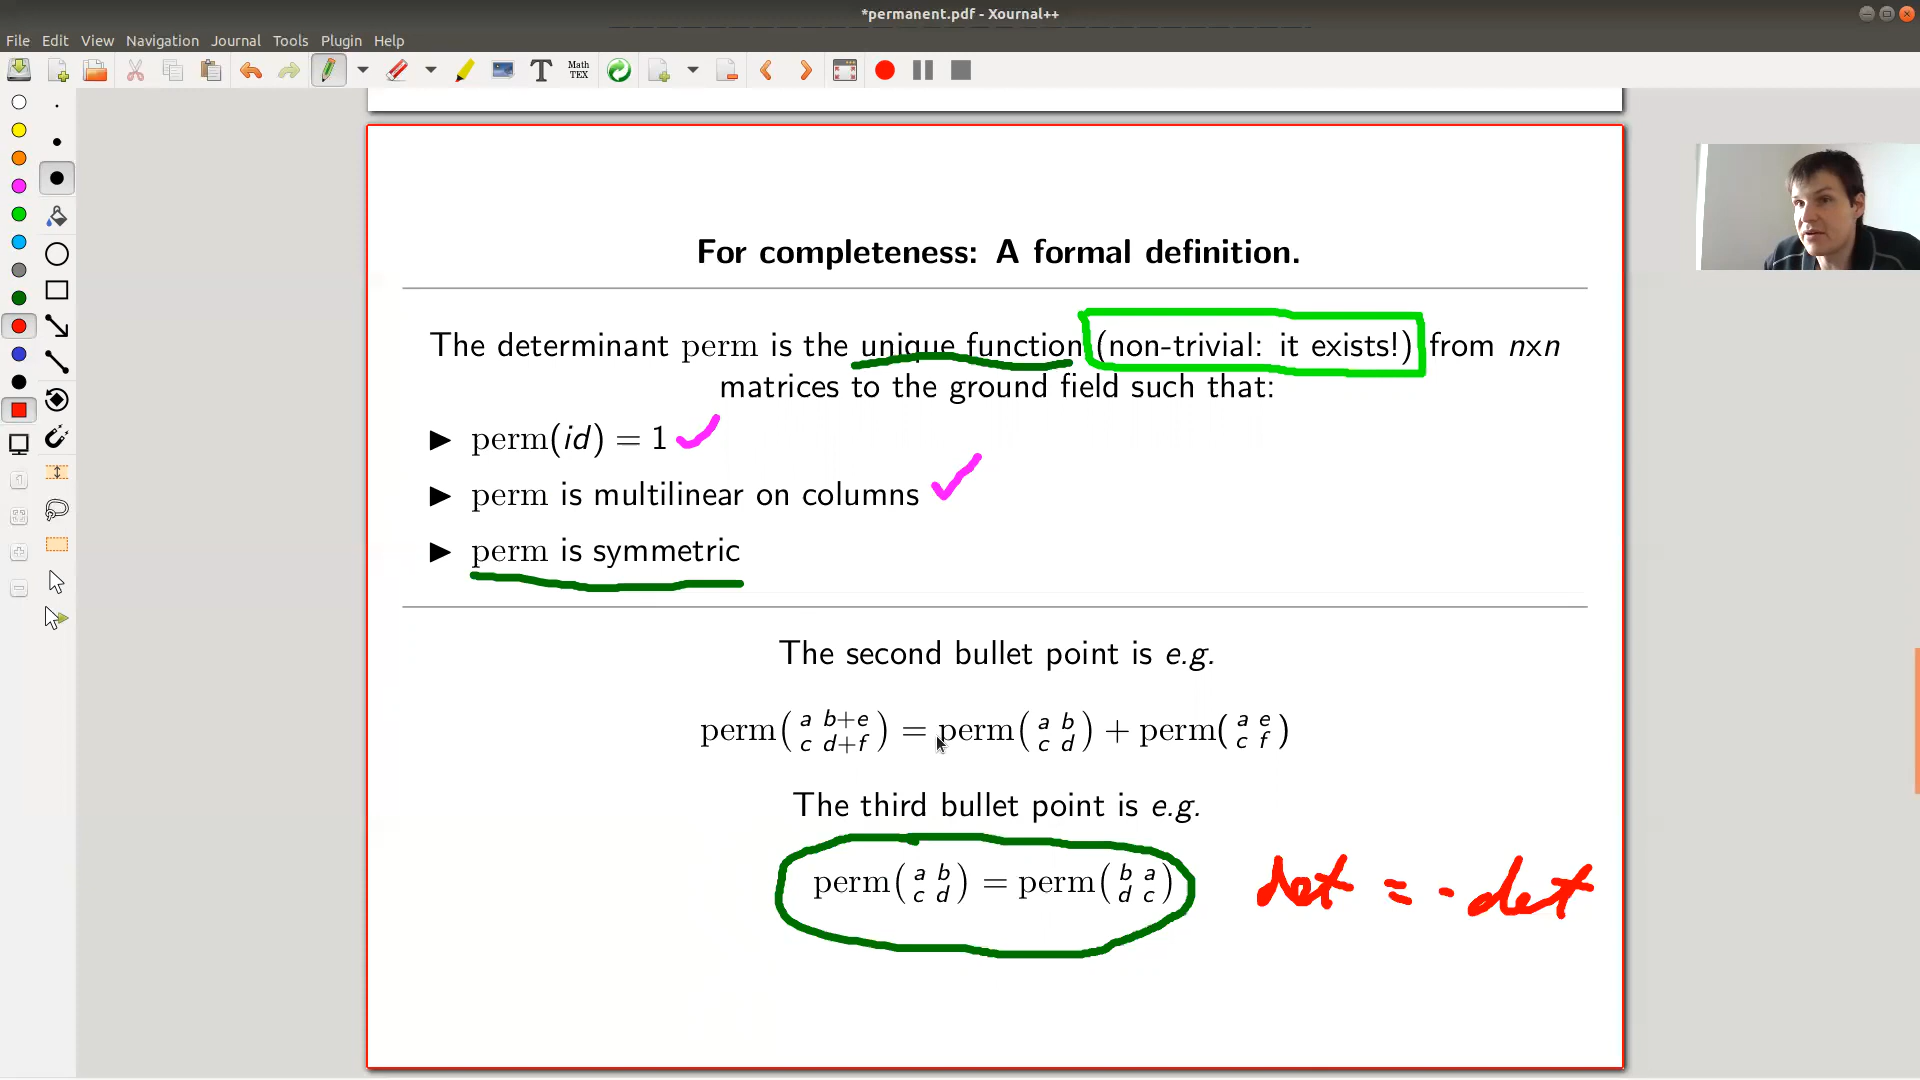 *permanent.pdf - Xournal++
File Edit View Navigation Journal Tools Plugin Help
Math
TEX
For completeness: A formal definition.
The determinant perm is the unique function (non-trivial: it exists!) from n×n
matrices to the ground field such that:
► perm(id) = 1 ✓
► perm is multilinear on columns ✓
► perm is symmetric
The second bullet point is e.g.
perm(a b+e
c d+f) = perm(a b
c d) + perm(a e
c f)
The third bullet point is e.g.
perm(a b
c d) = perm(b a
d c)
det = - det